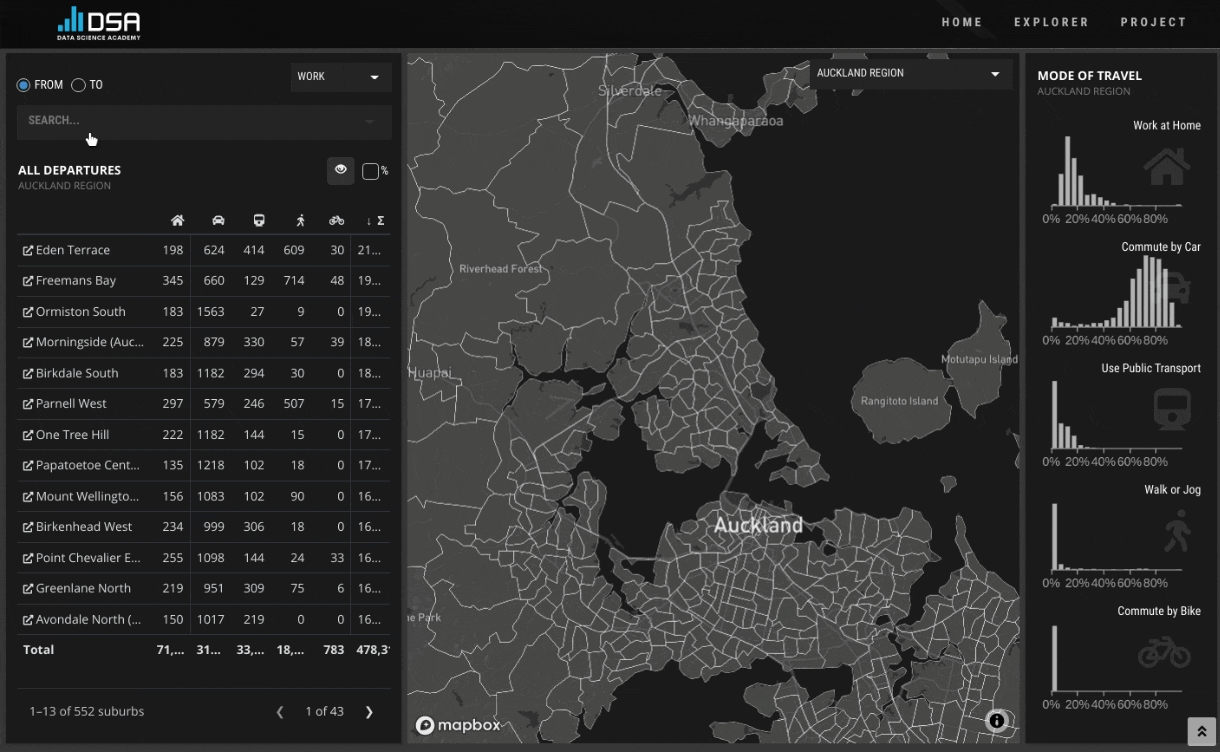 DSA
DATA SCIENCE ACADEMY
HOME EXPLORER PROJECT
FROM TO
WORK
SEARCH...
ALL DEPARTURES
AUCKLAND REGION
%
↓ Σ
Eden Terrace 198 624 414 609 30 21...
Freemans Bay 345 660 129 714 48 19...
Ormiston South 183 1563 27 9 0 19...
Morningside (Auc... 225 879 330 57 39 18...
Birkdale South 183 1182 294 30 0 18...
Parnell West 297 579 246 507 15 17...
One Tree Hill 222 1182 144 15 0 17...
Papatoetoe Cent... 135 1218 102 18 0 17...
Mount Wellingto... 156 1083 102 90 0 16...
Birkenhead West 234 999 306 18 0 16...
Point Chevalier E... 255 1098 144 24 33 16...
Greenlane North 219 951 309 75 6 16...
Avondale North (... 150 1017 219 0 0 16...
Total 71,... 31... 33,... 18,... 783 478,3
1–13 of 552 suburbs
1 of 43
AUCKLAND REGION
Silverdale
Whangaparaoa
Riverhead Forest
Huapai
Motutapu Island
Rangitoto Island
Auckland
e Park
mapbox
MODE OF TRAVEL
AUCKLAND REGION
Work at Home
0% 20% 40% 60% 80%
Commute by Car
0% 20% 40% 60% 80%
Use Public Transport
0% 20% 40% 60% 80%
Walk or Jog
0% 20% 40% 60% 80%
Commute by Bike
0% 20% 40% 60% 80%